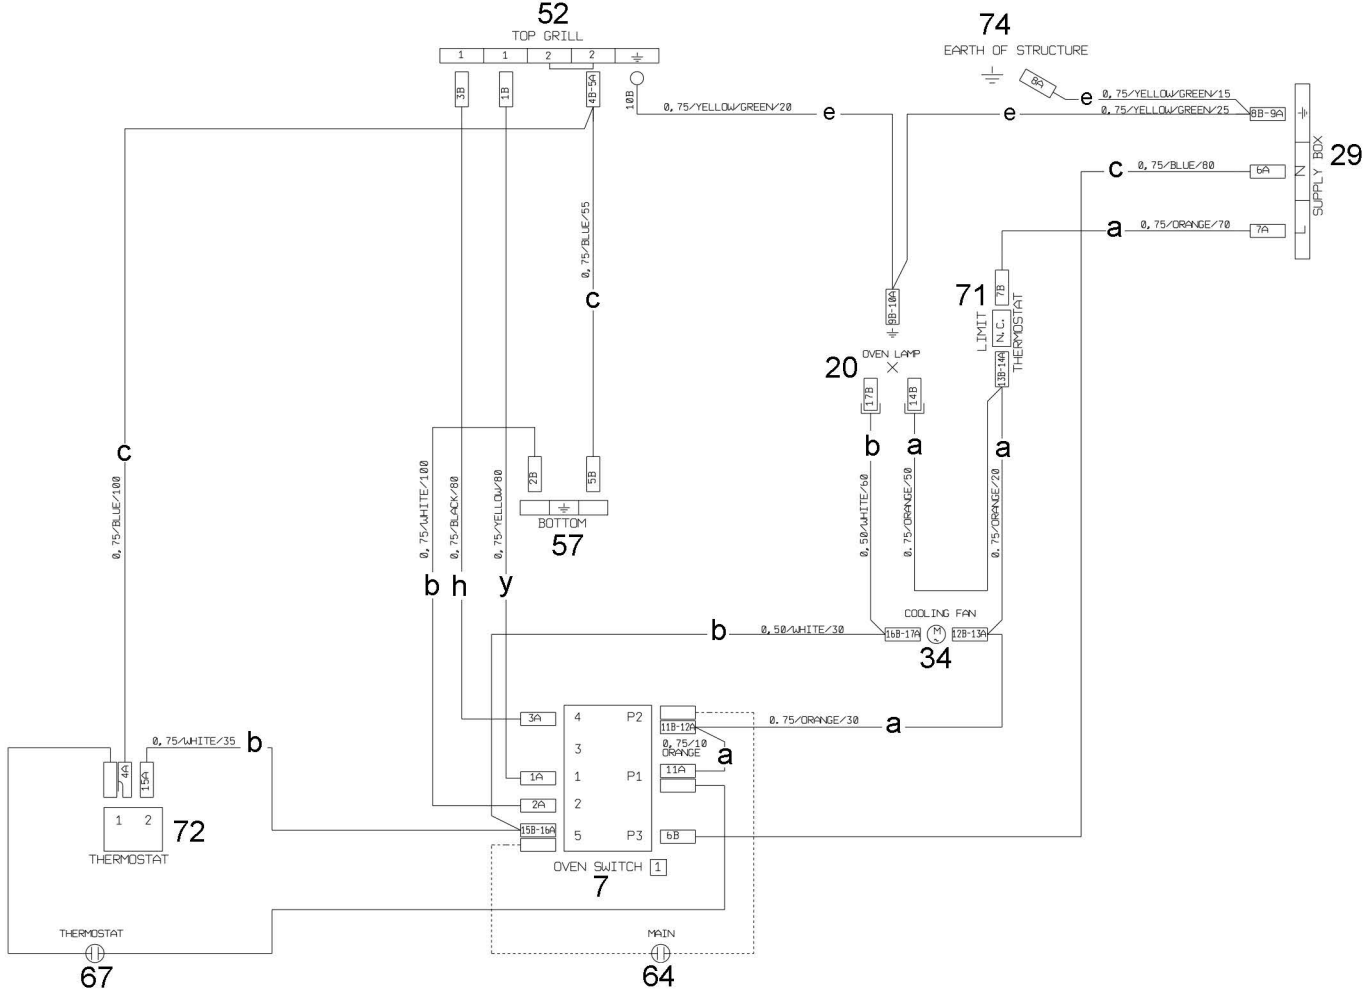 52
TOP GRILL
1 1 2 2
3B
1B
4B-5A
10B
74
EARTH OF STRUCTURE
8A
0,75/YELLOW/GREEN/20
e
e
0,75/YELLOW/GREEN/15
e
0,75/YELLOW/GREEN/25
8B-9A
c
0,75/BLUE/80
6A
N
SUPPLY BOX
29
a
0,75/ORANGE/70
7A
L
0,75/BLUE/55
c
9B-10A
71
LIMIT
THERMOSTAT
7B
N.C.
13B-14A
20
OVEN LAMP
17B
14B
b
a
a
0,50/WHITE/60
0,75/ORANGE/50
0,75/ORANGE/20
c
0,75/BLUE/100
0,75/WHITE/100
0,75/BLACK/80
0,75/YELLOW/80
2B
5B
BOTTOM
57
b
h
y
COOLING FAN
b
0,50/WHITE/30
16B-17A
M
~
12B-13A
34
3A
4
P2
11B-12A
0.75/ORANGE/30
a
0,75/10
ORANGE
a
3
1A
1
P1
11A
2A
2
15B-16A
5
P3
6B
OVEN SWITCH 1
7
0,75/WHITE/35
b
4A
15A
1 2
72
THERMOSTAT
THERMOSTAT
67
MAIN
64